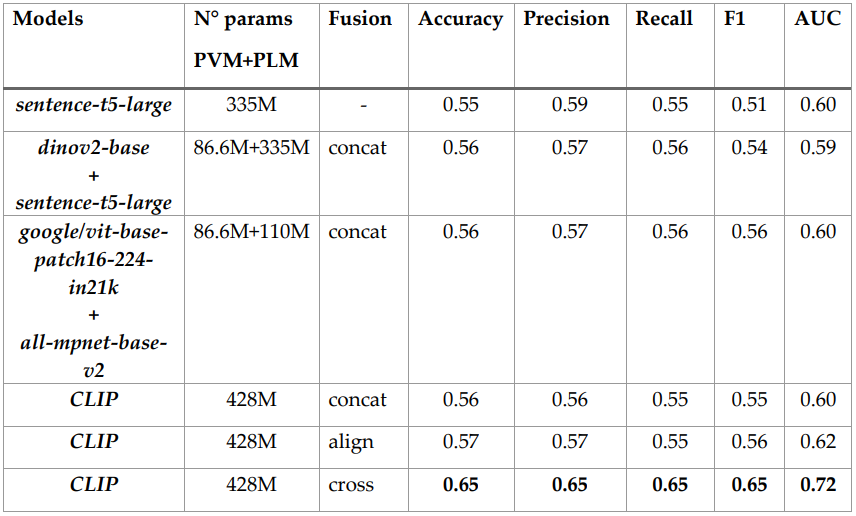 Models N° params Fusion Accuracy Precision Recall F1 AUC
PVM+PLM
sentence-t5-large 335M - 0.55 0.59 0.55 0.51 0.60
dinov2-base 86.6M+335M concat 0.56 0.57 0.56 0.54 0.59
+
sentence-t5-large
google/vit-base- 86.6M+110M concat 0.56 0.57 0.56 0.56 0.60
patch16-224-
in21k
+
all-mpnet-base-
v2
CLIP 428M concat 0.56 0.56 0.55 0.55 0.60
CLIP 428M align 0.57 0.57 0.55 0.56 0.62
CLIP 428M cross 0.65 0.65 0.65 0.65 0.72